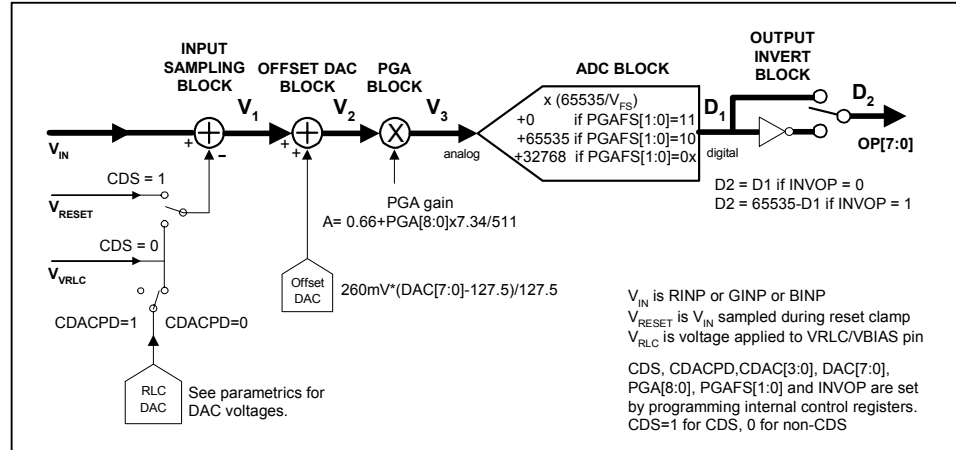 INPUT
SAMPLING
BLOCK
OFFSET DAC
BLOCK
PGA
BLOCK
ADC BLOCK
OUTPUT
INVERT
BLOCK
V1
V2
V3
x (65535/VFS)
+0 if PGAFS[1:0]=11
+65535 if PGAFS[1:0]=10
+32768 if PGAFS[1:0]=0x
D1
D2
+
+
X
VIN
+
-
+
+
analog
digital
OP[7:0]
CDS = 1
VRESET
PGA gain
A= 0.66+PGA[8:0]x7.34/511
D2 = D1 if INVOP = 0
D2 = 65535-D1 if INVOP = 1
CDS = 0
VVRLC
Offset
DAC
260mV*(DAC[7:0]-127.5)/127.5
CDACPD=1
CDACPD=0
VIN is RINP or GINP or BINP
VRESET is VIN sampled during reset clamp
VRLC is voltage applied to VRLC/VBIAS pin
RLC
DAC
See parametrics for
DAC voltages.
CDS, CDACPD,CDAC[3:0], DAC[7:0],
PGA[8:0], PGAFS[1:0] and INVOP are set
by programming internal control registers.
CDS=1 for CDS, 0 for non-CDS